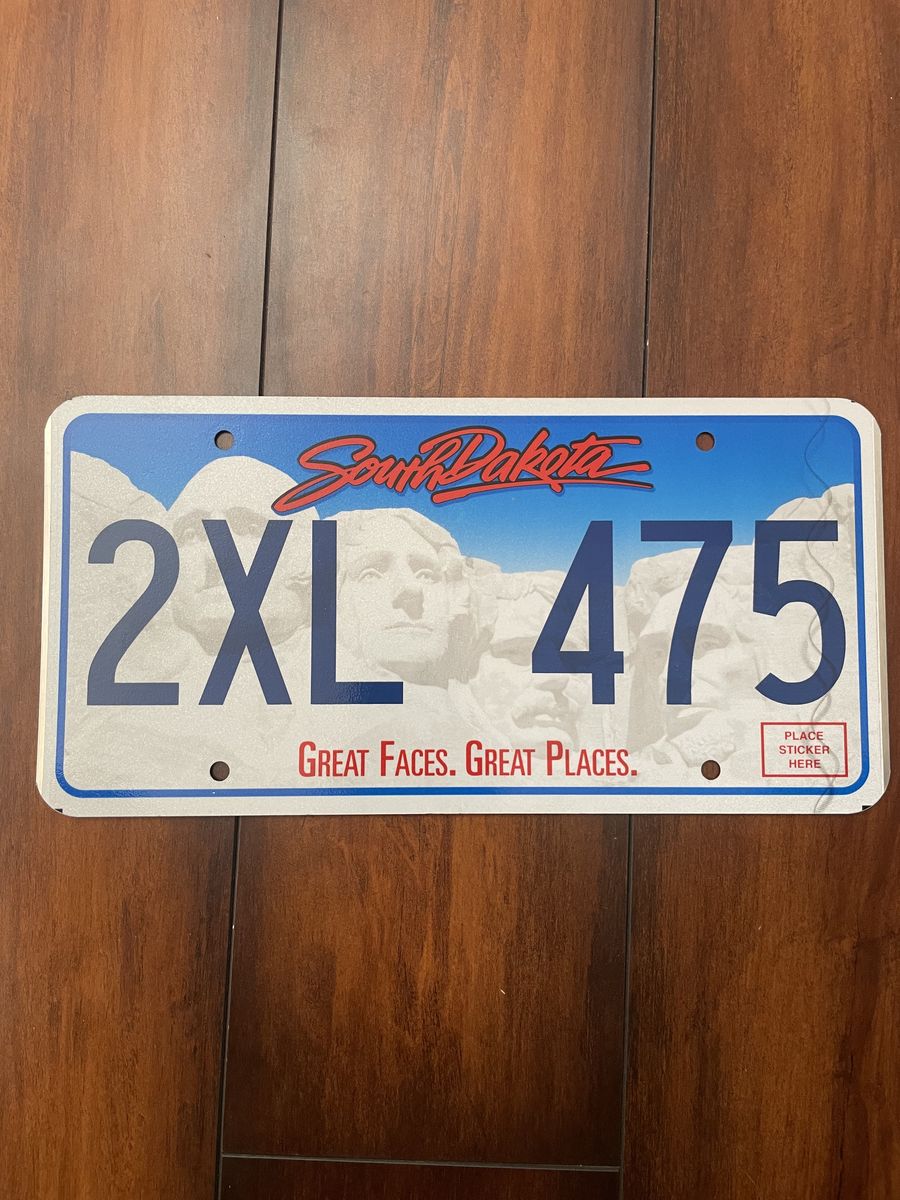 South Dakota
2XL 475
GREAT FACES. GREAT PLACES.
PLACE
STICKER
HERE